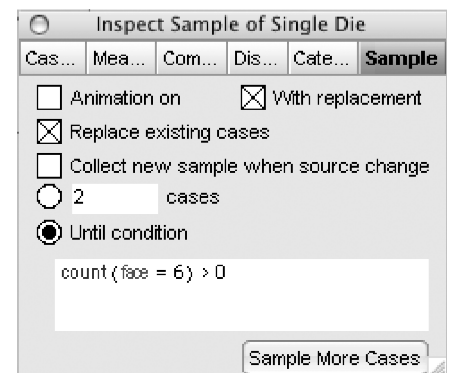 Inspect Sample of Single Die
Cas... Mea... Com... Dis... Cate... Sample
Animation on With replacement
Replace existing cases
Collect new sample when source change
2 cases
Until condition
count(face = 6) > 0
Sample More Cases